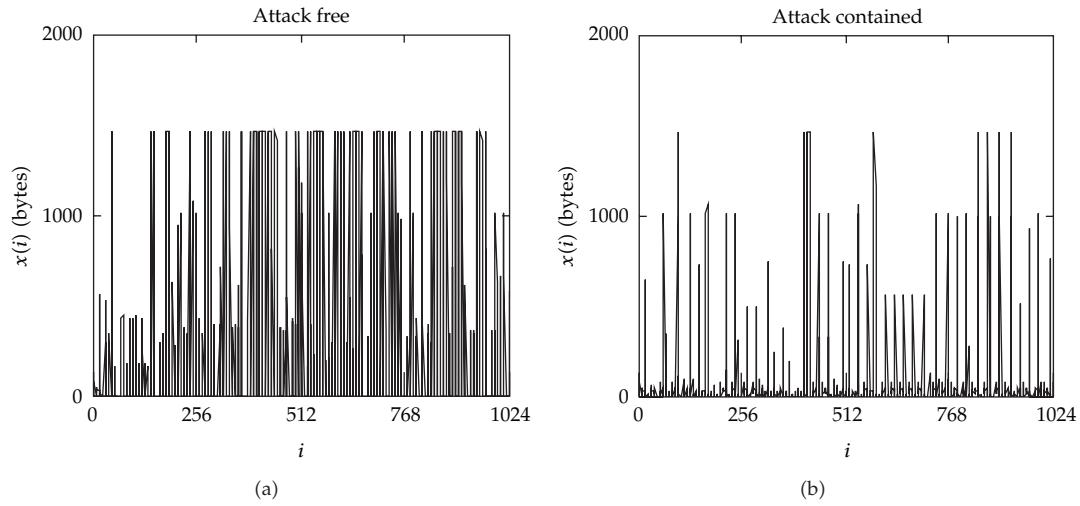 Attack free
2000
1000
0
x(i) (bytes)
0 256 512 768 1024
i
(a)
Attack contained
2000
1000
0
x(i) (bytes)
0 256 512 768 1024
i
(b)